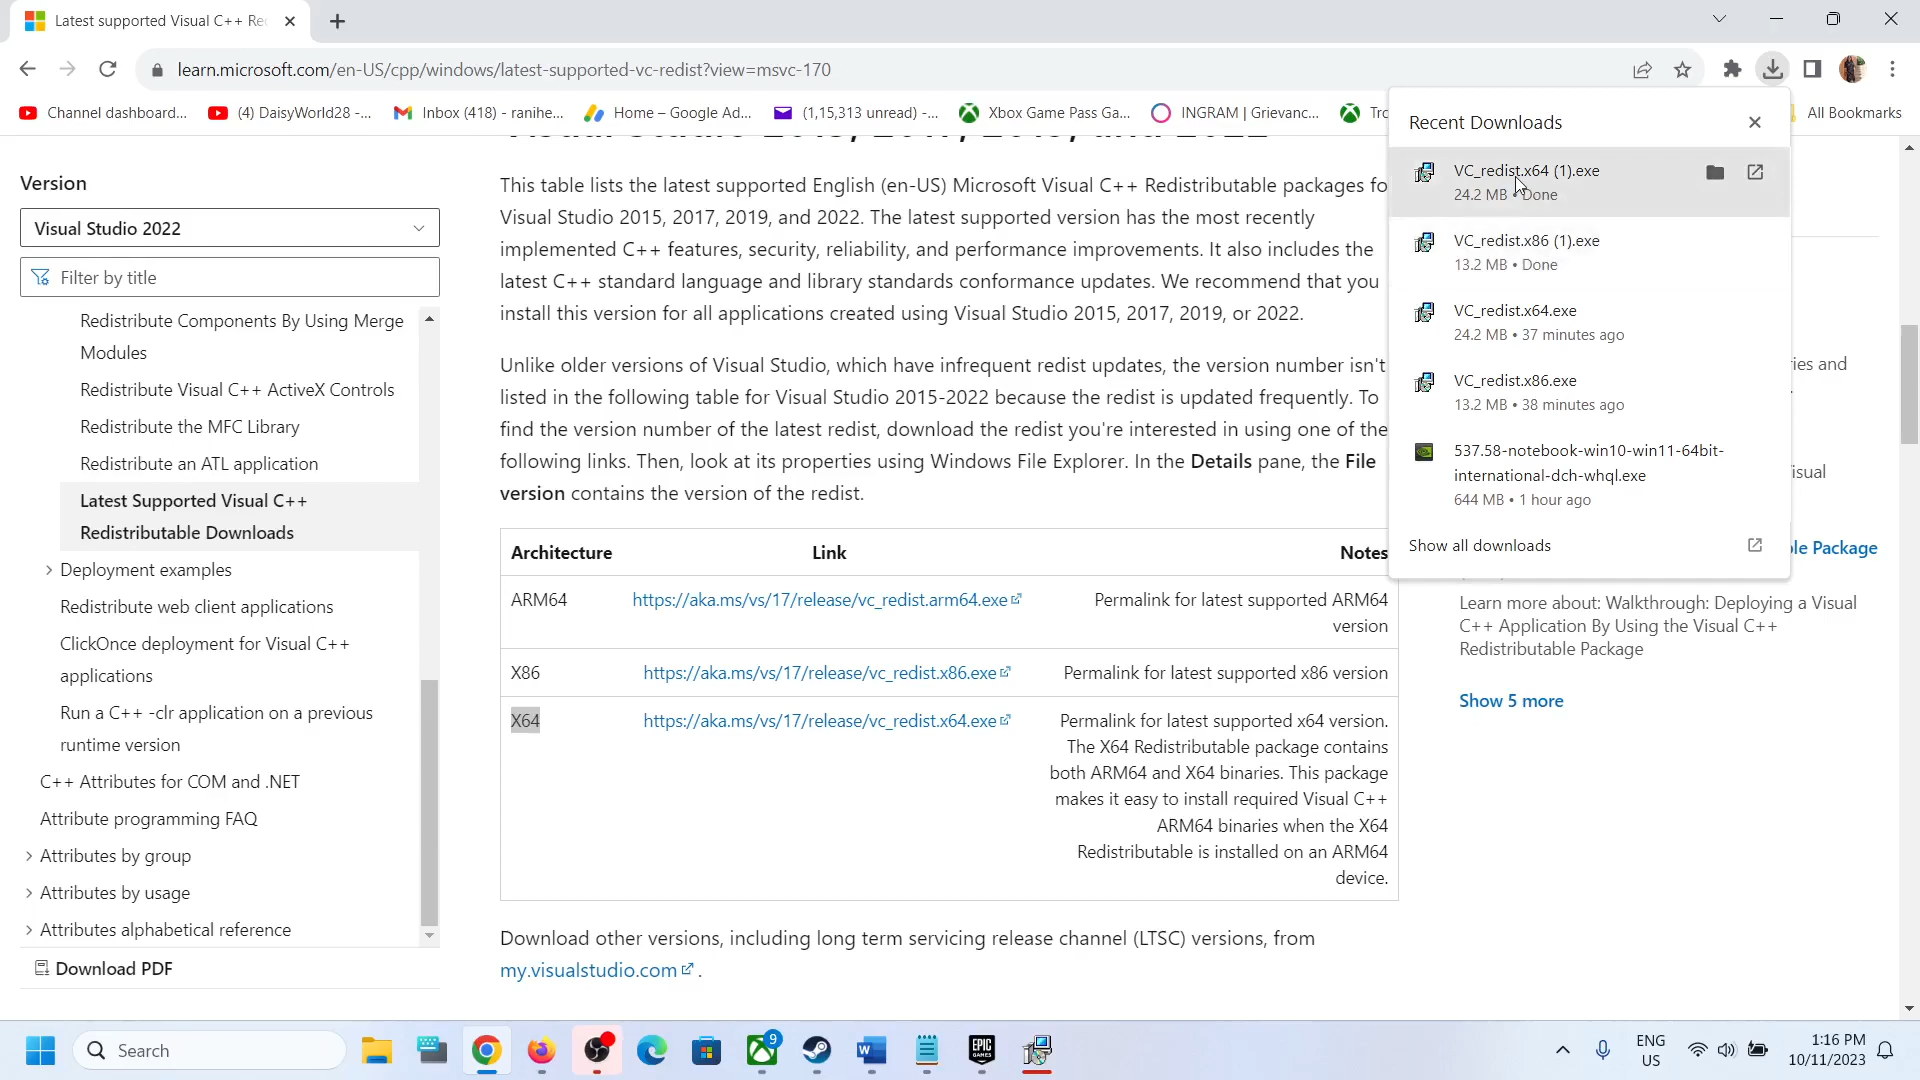 Latest supported Visual C++ Re
learn.microsoft.com/en-US/cpp/windows/latest-supported-vc-redist?view=msvc-170
Channel dashboard...
(4) DaisyWorld28 -...
Inbox (418) - ranihe...
Home – Google Ad...
(1,15,313 unread) -...
Xbox Game Pass Ga...
INGRAM | Grievanc...
Tro
All Bookmarks
Version
Visual Studio 2022
Filter by title
Redistribute Components By Using Merge
Modules
Redistribute Visual C++ ActiveX Controls
Redistribute the MFC Library
Redistribute an ATL application
Latest Supported Visual C++
Redistributable Downloads
Deployment examples
Redistribute web client applications
ClickOnce deployment for Visual C++
applications
Run a C++ -clr application on a previous
runtime version
C++ Attributes for COM and .NET
Attribute programming FAQ
Attributes by group
Attributes by usage
Attributes alphabetical reference
Download PDF
Visual Studio 2015, 2017, 2019, and 2022
This table lists the latest supported English (en-US) Microsoft Visual C++ Redistributable packages fo
Visual Studio 2015, 2017, 2019, and 2022. The latest supported version has the most recently
implemented C++ features, security, reliability, and performance improvements. It also includes the
latest C++ standard language and library standards conformance updates. We recommend that you
install this version for all applications created using Visual Studio 2015, 2017, 2019, or 2022.
Unlike older versions of Visual Studio, which have infrequent redist updates, the version number isn't
listed in the following table for Visual Studio 2015-2022 because the redist is updated frequently. To
find the version number of the latest redist, download the redist you're interested in using one of the
following links. Then, look at its properties using Windows File Explorer. In the Details pane, the File
version contains the version of the redist.
Architecture Link Notes
ARM64 https://aka.ms/vs/17/release/vc_redist.arm64.exe Permalink for latest supported ARM64
version
X86 https://aka.ms/vs/17/release/vc_redist.x86.exe Permalink for latest supported x86 version
X64 https://aka.ms/vs/17/release/vc_redist.x64.exe Permalink for latest supported x64 version.
The X64 Redistributable package contains
both ARM64 and X64 binaries. This package
makes it easy to install required Visual C++
ARM64 binaries when the X64
Redistributable is installed on an ARM64
device.
Download other versions, including long term servicing release channel (LTSC) versions, from
my.visualstudio.com .
Recent Downloads
VC_redist.x64 (1).exe
24.2 MB • Done
VC_redist.x86 (1).exe
13.2 MB • Done
VC_redist.x64.exe
24.2 MB • 37 minutes ago
VC_redist.x86.exe
13.2 MB • 38 minutes ago
537.58-notebook-win10-win11-64bit-
international-dch-whql.exe
644 MB • 1 hour ago
Show all downloads
ies and
isual
le Package
Learn more about: Walkthrough: Deploying a Visual
C++ Application By Using the Visual C++
Redistributable Package
Show 5 more
Search
9
EPIC
GAMES
ENG
US
1:16 PM
10/11/2023